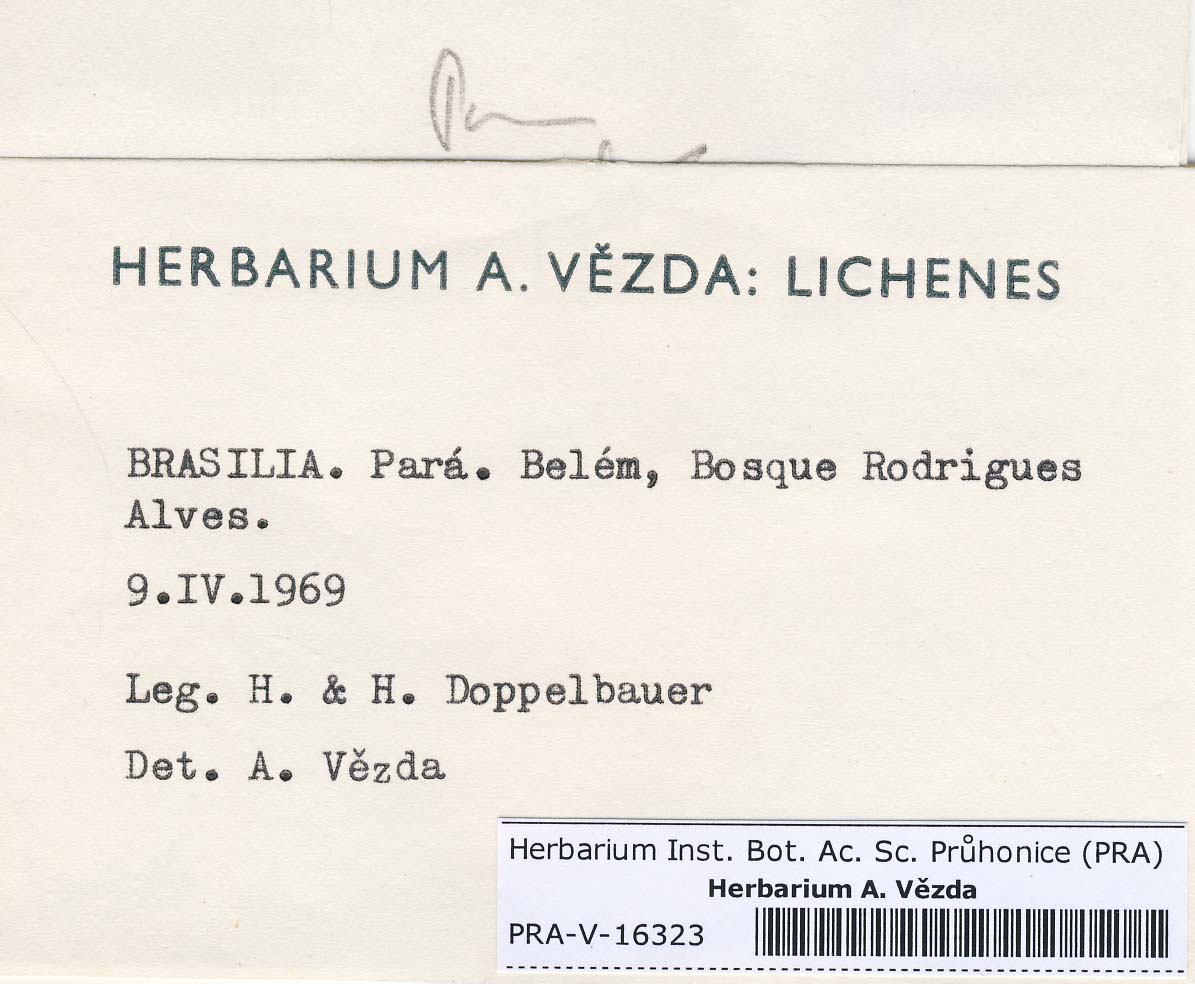 HERBARIUM A. VĚZDA: LICHENES
BRASILIA. Pará. Belém, Bosque Rodrigues
Alves.
9.IV.1969
Leg. H. & H. Doppelbauer
Det. A. Vězda
Herbarium Inst. Bot. Ac. Sc. Průhonice (PRA)
Herbarium A. Vězda
PRA-V-16323